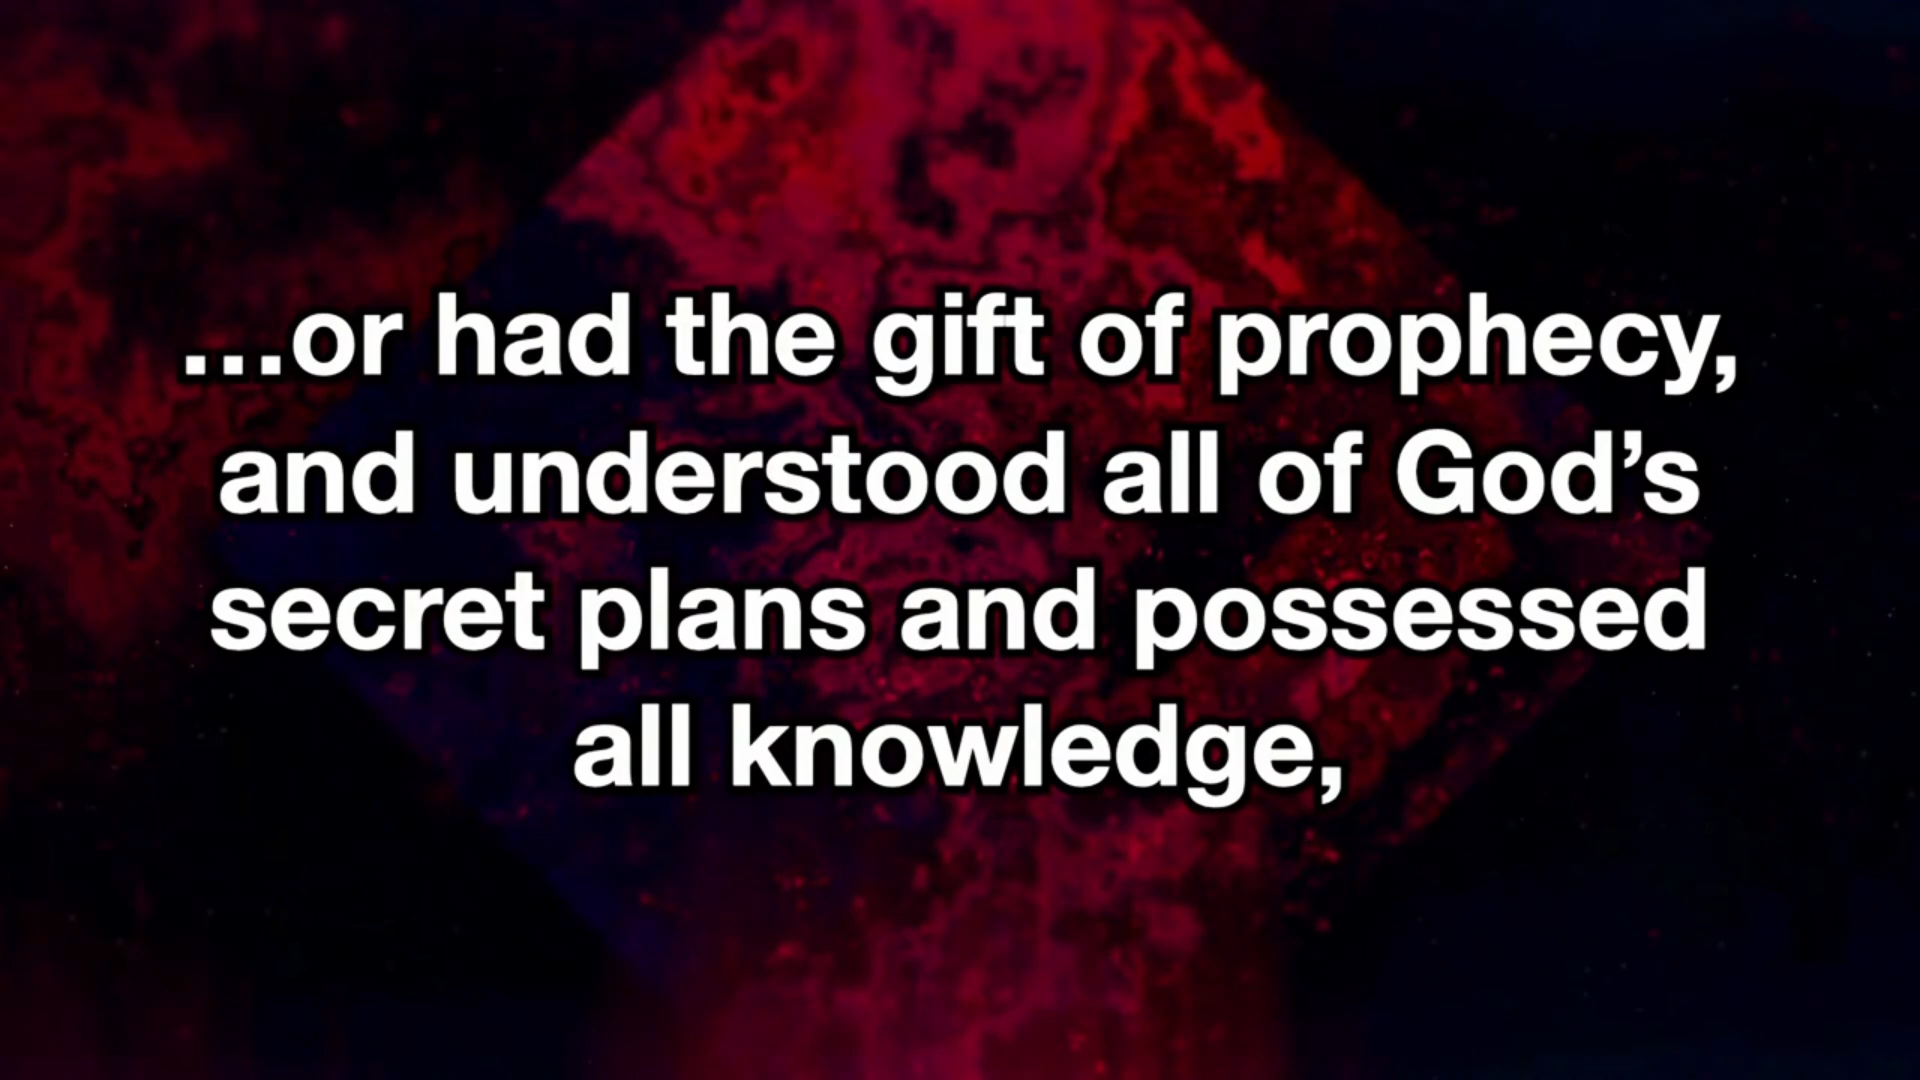 …or had the gift of prophecy,
and understood all of God’s
secret plans and possessed
all knowledge,